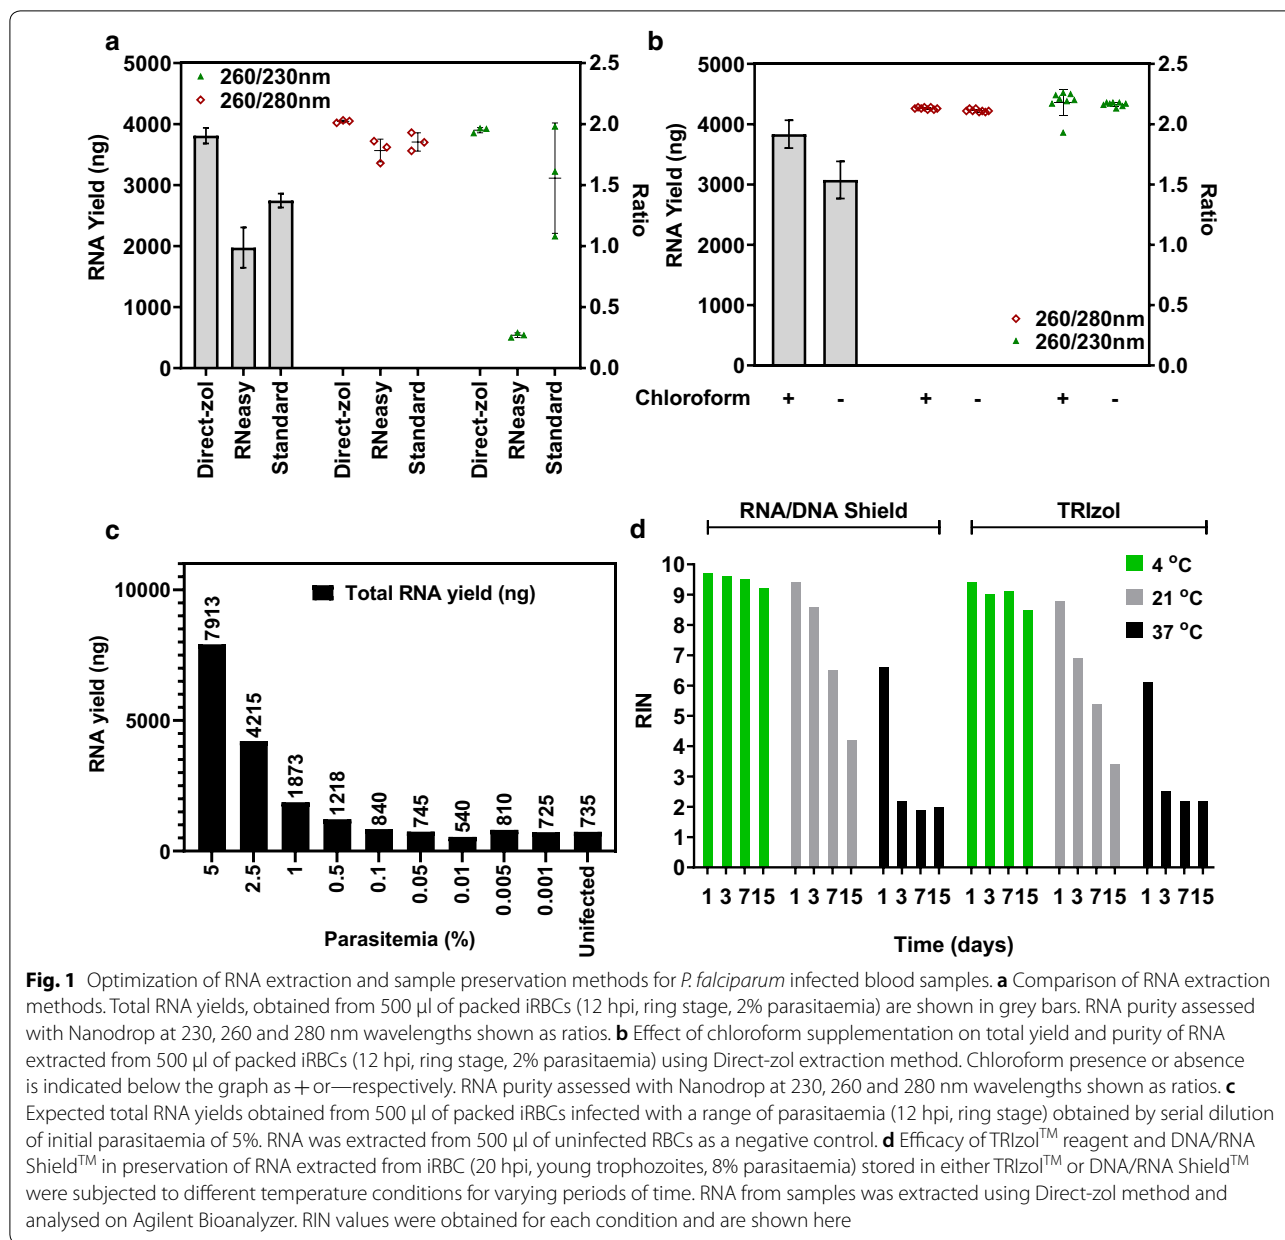 a
5000
4000
3000
2000
1000
0
RNA Yield (ng)
260/230nm
260/280nm
2.5
2.0
1.5
1.0
0.5
0.0
Ratio
Direct-zol
RNeasy
Standard
Direct-zol
RNeasy
Standard
Direct-zol
RNeasy
Standard
b
5000
4000
3000
2000
1000
0
RNA Yield (ng)
2.5
2.0
1.5
1.0
0.5
0.0
Ratio
260/280nm
260/230nm
Chloroform + - + - + -
c
10000
5000
0
RNA yield (ng)
Total RNA yield (ng)
7913
4215
1873
1218
840
745
540
810
725
735
5
2.5
1
0.5
0.1
0.05
0.01
0.005
0.001
Unifected
Parasitemia (%)
d
RNA/DNA Shield
TRIzol
10
9
8
7
6
5
4
3
2
1
0
RIN
4 °C
21 °C
37 °C
1 3 7 15 1 3 7 15 1 3 7 15 1 3 7 15 1 3 7 15 1 3 7 15
Time (days)
Fig. 1 Optimization of RNA extraction and sample preservation methods for P. falciparum infected blood samples. a Comparison of RNA extraction
methods. Total RNA yields, obtained from 500 µl of packed iRBCs (12 hpi, ring stage, 2% parasitaemia) are shown in grey bars. RNA purity assessed
with Nanodrop at 230, 260 and 280 nm wavelengths shown as ratios. b Effect of chloroform supplementation on total yield and purity of RNA
extracted from 500 µl of packed iRBCs (12 hpi, ring stage, 2% parasitaemia) using Direct-zol extraction method. Chloroform presence or absence
is indicated below the graph as + or—respectively. RNA purity assessed with Nanodrop at 230, 260 and 280 nm wavelengths shown as ratios. c
Expected total RNA yields obtained from 500 µl of packed iRBCs infected with a range of parasitaemia (12 hpi, ring stage) obtained by serial dilution
of initial parasitaemia of 5%. RNA was extracted from 500 µl of uninfected RBCs as a negative control. d Efficacy of TRIzol™ reagent and DNA/RNA
Shield™ in preservation of RNA extracted from iRBC (20 hpi, young trophozoites, 8% parasitaemia) stored in either TRIzol™ or DNA/RNA Shield™
were subjected to different temperature conditions for varying periods of time. RNA from samples was extracted using Direct-zol method and
analysed on Agilent Bioanalyzer. RIN values were obtained for each condition and are shown here